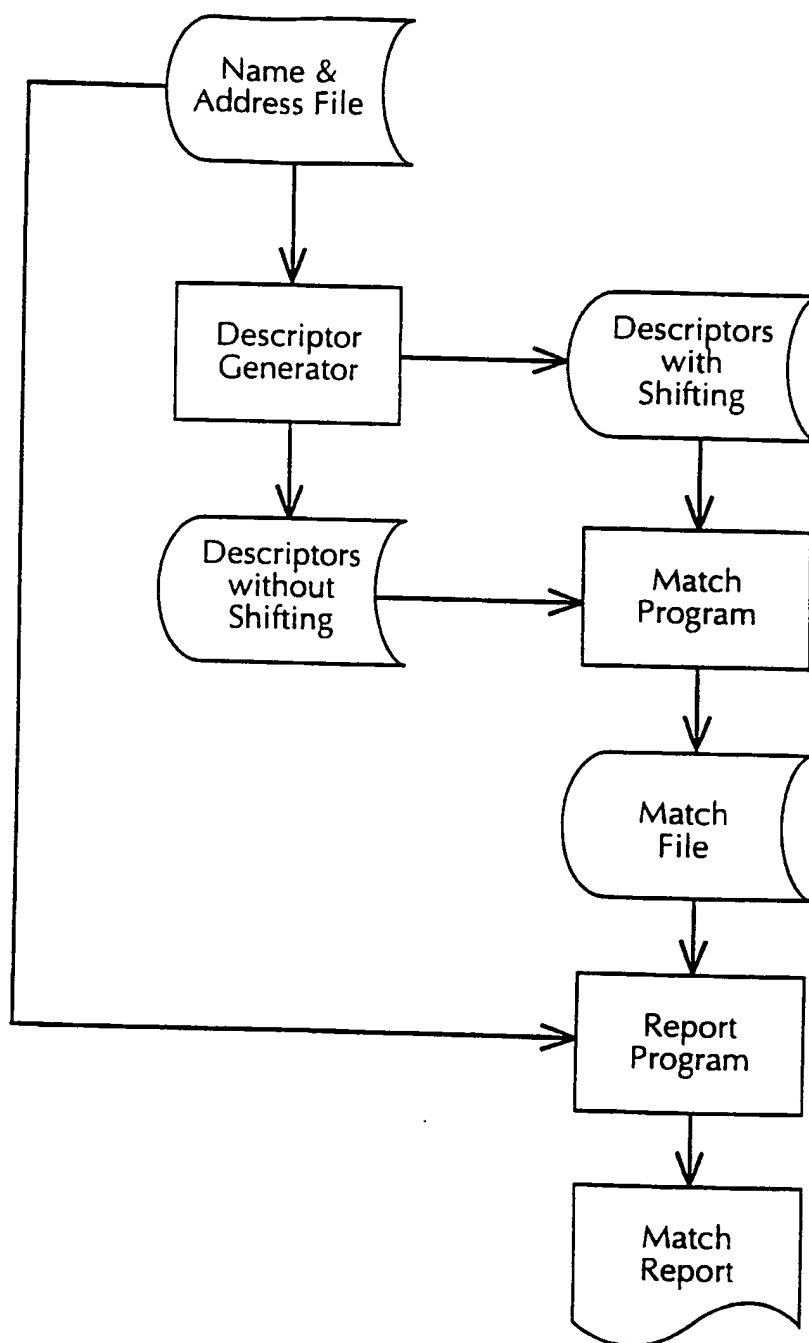 Name &
Address File
Descriptor
Generator
Descriptors
with
Shifting
Descriptors
without
Shifting
Match
Program
Match
File
Report
Program
Match
Report